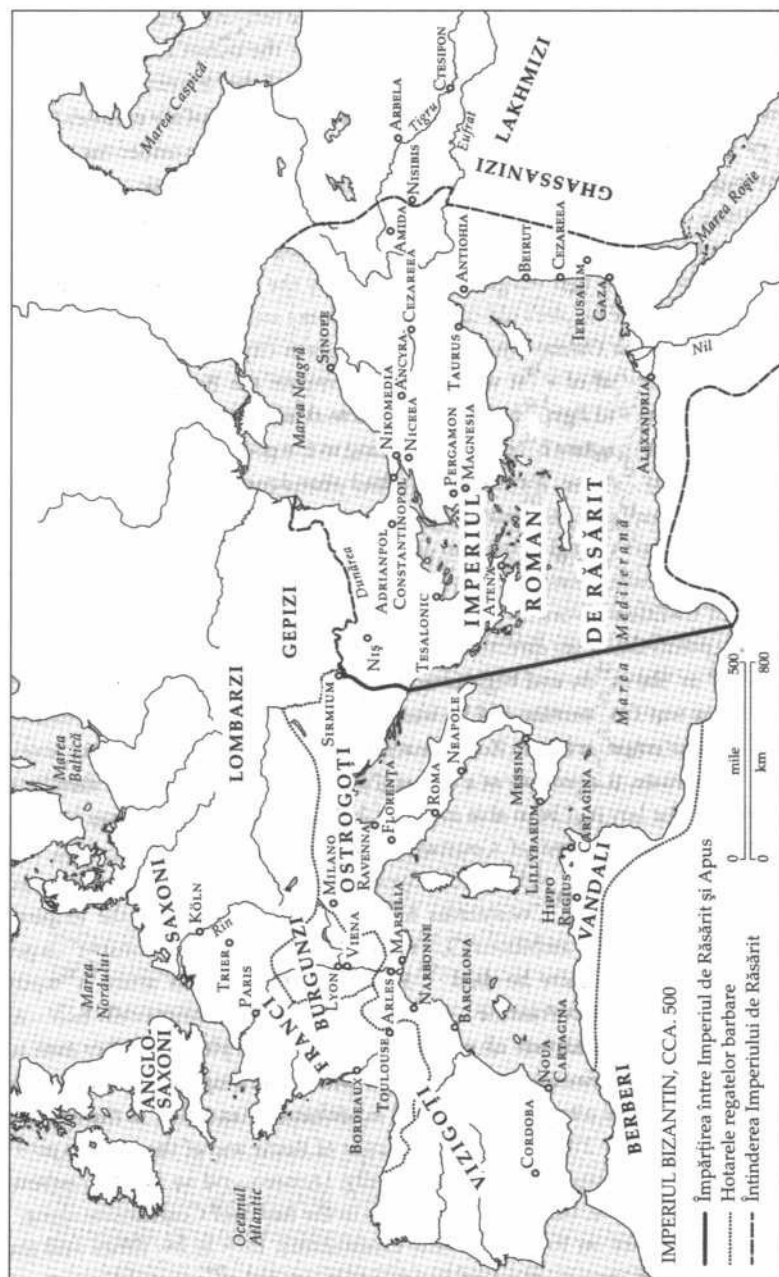 Marea Caspică
Marea Neagră
Marea Baltică
Marea Nordului
Oceanul Atlantic
Marea Mediterană
Marea Roșie
Tigru
Eufrat
Nil
Dunărea
Rin
LAKHMIZI
GHASSANIZI
GEPIZI
LOMBARZI
OSTROGOȚI
SAXONI
ANGLO
SAXONI
FRANCI
BURGUNZI
VIZIGOȚI
VANDALI
BERBERI
IMPERIUL
ROMAN
DE RĂSĂRIT
CTESIFON
ARBELA
NISIBIS
AMIDA
SINOPE
CEZAREEA
ANCYRA
NIKOMEDIA
NICEEA
ANTIOHIA
TAURUS
BEIRUT
CEZAREEA
IERUSALIM
GAZA
ALEXANDRIA
PERGAMON
MAGNESIA
ADRIANPOL
CONSTANTINOPOL
TESALONIC
ATENA
NIȘ
SIRMIUM
MILANO
RAVENNA
FLORENȚA
ROMA
NEAPOLE
MESSINA
LILLYBAEUM
CARTAGINA
HIPPO
REGIUS
KÖLN
TRIER
PARIS
LYON
VIENA
ARLES
MARSILIA
NARBONNE
TOULOUSE
BORDEAUX
BARCELONA
NOUA
CARTAGINA
CORDOBA
mile
0
500
km
0
800
IMPERIUL BIZANTIN, CCA. 500
Împărțirea între Imperiul de Răsărit și Apus
Hotarele regatelor barbare
Întinderea Imperiului de Răsărit